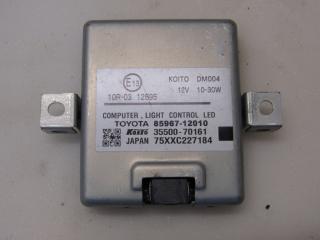 E13
KOITO DM004
10R-03 12695
12V 10-30W
COMPUTER, LIGHT CONTROL LED
TOYOTA 85967-12010
KOITO 35500-70161
JAPAN 75XXC227184